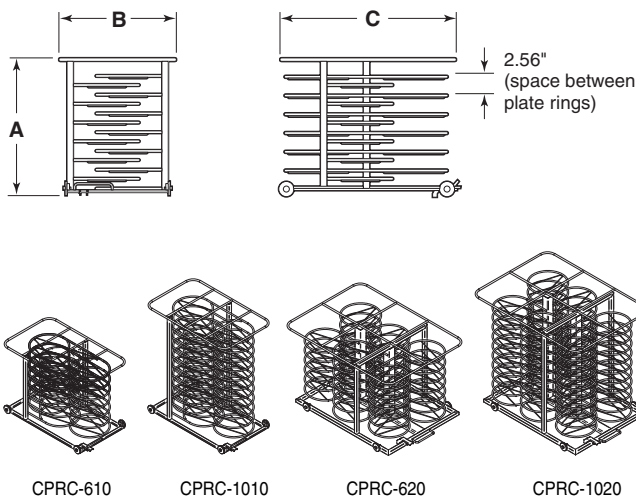 B
C
A
2.56"
(space between
plate rings)
CPRC-610
CPRC-1010
CPRC-620
CPRC-1020